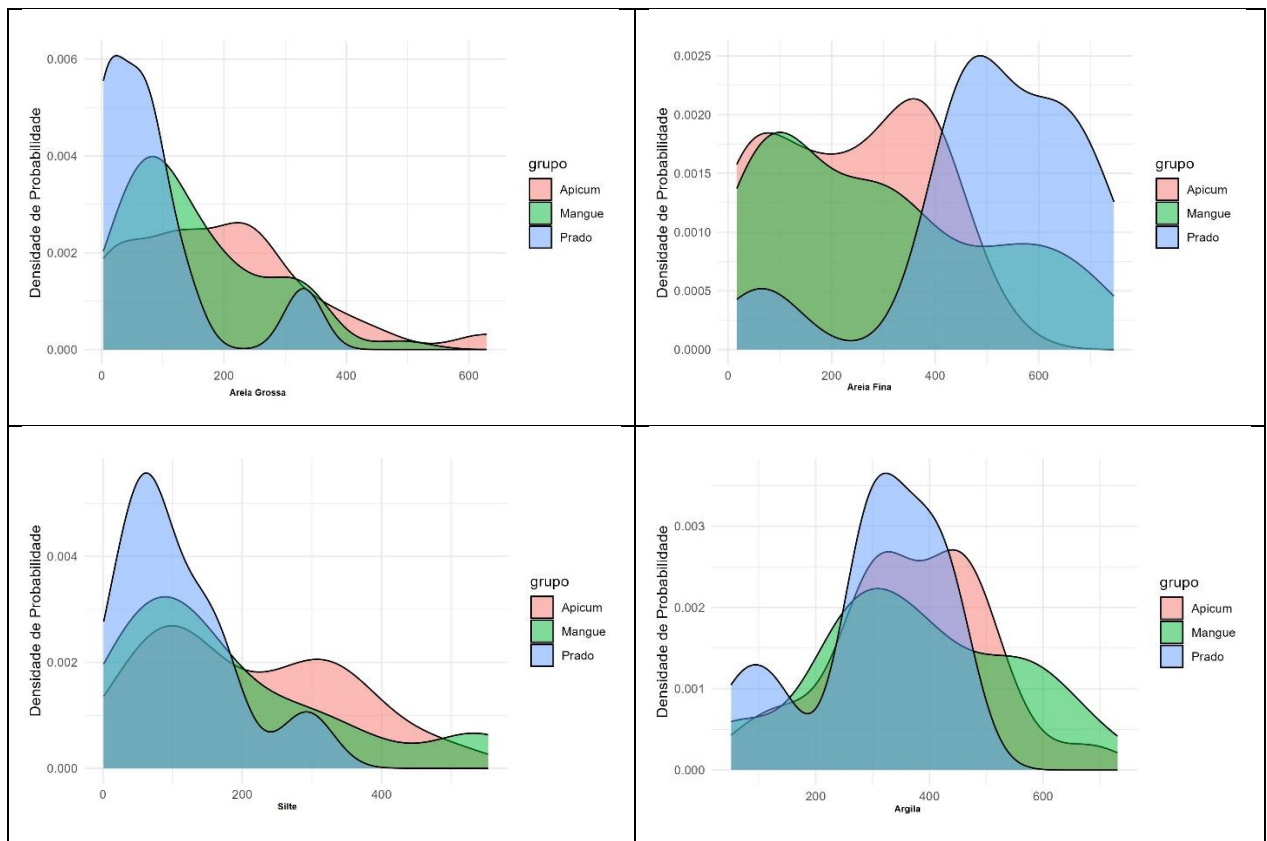 Densidade de Probabilidade
0.006
0.004
0.002
0.000
0
200
400
600
Areia Grossa
grupo
Apicum
Mangue
Prado
Densidade de Probabilidade
0.0025
0.0020
0.0015
0.0010
0.0005
0.0000
0
200
400
600
Areia Fina
grupo
Apicum
Mangue
Prado
Densidade de Probabilidade
0.004
0.002
0.000
0
200
400
Silte
grupo
Apicum
Mangue
Prado
Densidade de Probabilidade
0.003
0.002
0.001
0.000
200
400
600
Argila
grupo
Apicum
Mangue
Prado